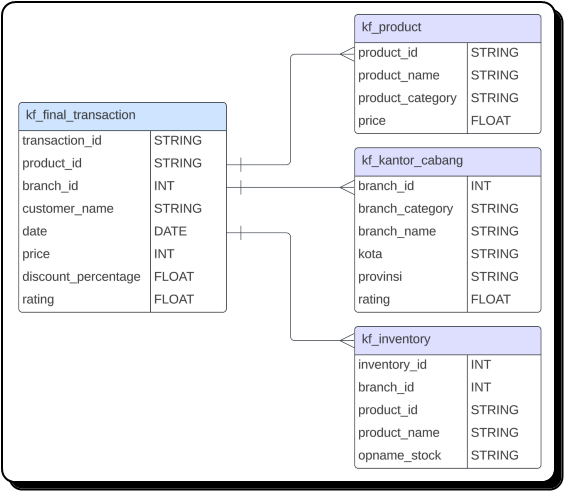 kf_final_transaction
transaction_id STRING
product_id STRING
branch_id INT
customer_name STRING
date DATE
price INT
discount_percentage FLOAT
rating FLOAT
kf_product
product_id STRING
product_name STRING
product_category STRING
price FLOAT
kf_kantor_cabang
branch_id INT
branch_category STRING
branch_name STRING
kota STRING
provinsi STRING
rating FLOAT
kf_inventory
inventory_id INT
branch_id INT
product_id STRING
product_name STRING
opname_stock STRING